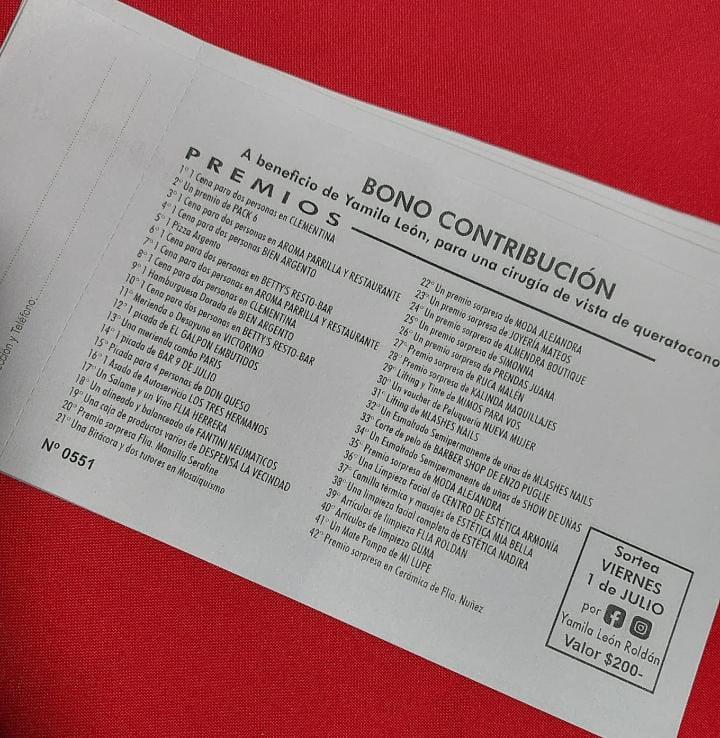 BONO CONTRIBUCIÓN
A beneficio de Yamila León, para una cirugía de vista de queratocono
PREMIOS
1° 1 Cena para dos personas en CLEMENTINA
2° Un premio de PACK 6
3° 1 Cena para dos personas en AROMA PARRILLA Y RESTAURANTE
4° 1 Cena para dos personas BIEN ARGENTO
5° 1 Pizza Argento
6° 1 Cena para dos personas en BETTY'S RESTO-BAR
7° 1 Cena para dos personas en AROMA PARRILLA Y RESTAURANTE
8° 1 Cena para dos personas en CLEMENTINA
9° 1 Hamburguesa Dorada de BIEN ARGENTO
10° 1 Cena para dos personas en BETTY'S RESTO-BAR
11° Merienda o Desayuno en VICTORINO
12° 1 picada de EL GALPON EMBUTIDOS
13° Una merienda combo PARIS
14° 1 picada de BAR 9 DE JULIO
15° Picada para 4 personas de DON QUESO
16° 1 Asado de Autoservicio LOS TRES HERMANOS
17° Un Salame y un Vino FLIA HERRERA
18° Un alineado y balanceado de FANTINI NEUMATICOS
19° Una caja de productos varios de DESPENSA LA VECINDAD
20° Premio sorpresa Flia. Mansilla Serafine
21° Una Bitácora y dos tutores en Mosaiquismo
22° Un premio sorpresa de MODA ALEJANDRA
23° Un premio sorpresa de JOYERÍA MATEOS
24° Un premio sorpresa de ALMENDRA BOUTIQUE
25° Un premio sorpresa de SIMONNA
26° Un premio sorpresa de PRENDAS JUANA
27° Premio sorpresa de RUCA MALEN
28° Premio sorpresa de KALINDA MAQUILLAJES
29° Lifting y Tinte de MIMOS PARA VOS
30° Un voucher de Peluquería NUEVA MUJER
31° Lifting de MLASHES NAILS
32° Un Esmaltado Semipermanente de uñas de MLASHES NAILS
33° Corte de pelo de BARBER SHOP DE ENZO PUGLIE
34° Un Esmaltado Semipermanente de uñas de SHOW DE UÑAS
35° Premio sorpresa de MODA ALEJANDRA
36° Una Limpieza Facial de CENTRO DE ESTÉTICA ARMONÍA
37° Camilla térmica y masajes de ESTÉTICA MIA BELLA
38° Una limpieza facial completa de ESTÉTICA NADIRA
39° Artículos de limpieza FLIA ROLDAN
40° Artículos de limpieza GUMA
41° Un Mate Pampa de MI LUPE
42° Premio sorpresa en Cerámica de Flia. Nuñez
N° 0551
Sortea
VIERNES
1 de JULIO
por
Yamila León Roldán
Valor $200-
y Teléfono: